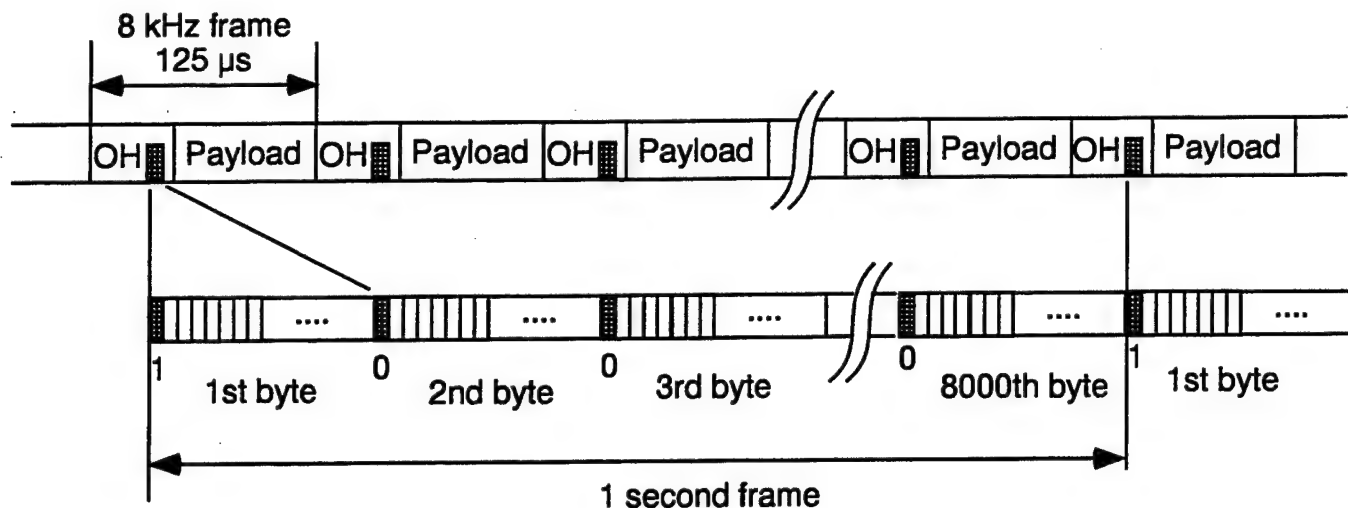 8 kHz frame
125 µs
OH Payload OH Payload OH Payload OH Payload OH Payload
.... .... .... .... ....
1 0 0 0 1
1st byte 2nd byte 3rd byte 8000th byte 1st byte
1 second frame